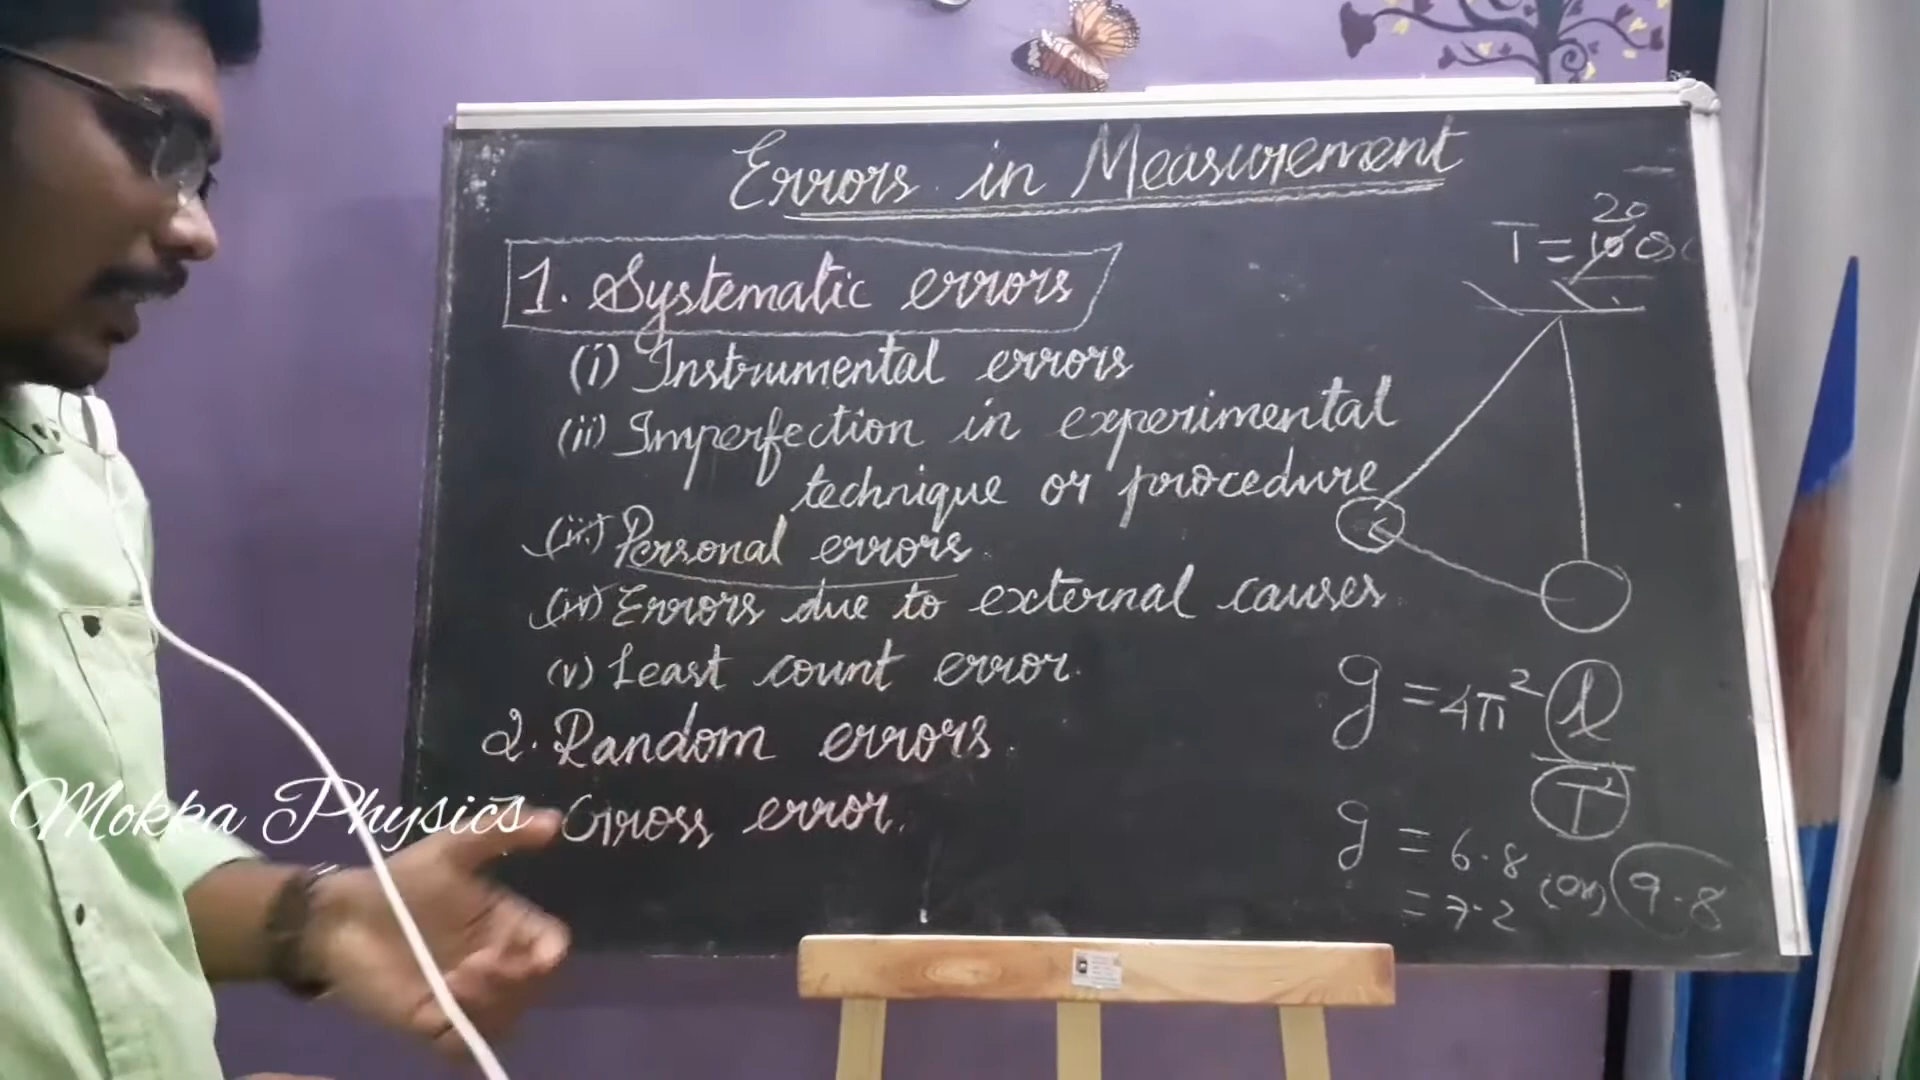 Errors in Measurement
1. Systematic errors
(i) Instrumental errors
(ii) Imperfection in experimental
technique or procedure
(iii) Personal errors.
(iv) Errors due to external causes.
(v) Least count error.
2. Random errors.
Gross error.
20
T = 10 osc
g = 4π² l
T²
g = 6.8 (or) 9.8
= 7.2
Mokka Physics